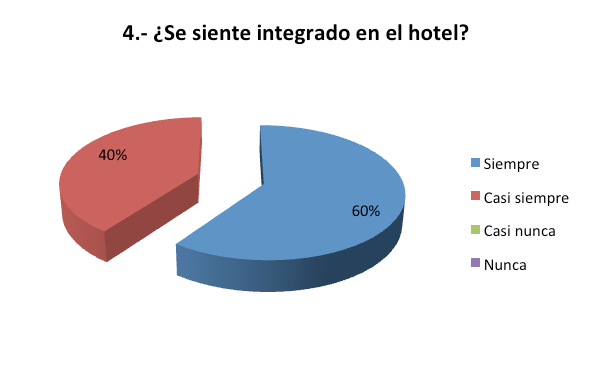 4.- ¿Se siente integrado en el hotel?
40%
60%
Siempre
Casi siempre
Casi nunca
Nunca